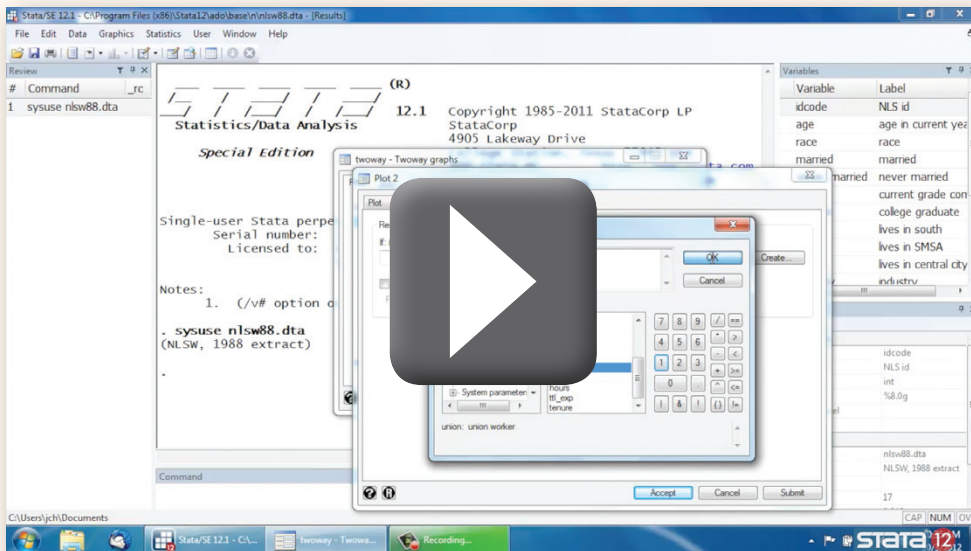 Stata/SE 12.1 - C:\Program Files (x86)\Stata12\ado\base\n\nlsw88.dta - [Results]
File Edit Data Graphics Statistics User Window Help
Review
# Command _rc
1 sysuse nlsw88.dta
STATA (R)
12.1 Copyright 1985-2011 StataCorp LP
Statistics/Data Analysis StataCorp
4905 Lakeway Drive
Special Edition
Single-user Stata perpe
Serial number:
Licensed to:
Notes:
1. (/v# option o
. sysuse nlsw88.dta
(NLSW, 1988 extract)
.
Command
twoway - Twoway graphs
Plot 2
Plot
If:
Create...
OK
Cancel
7 8 9 / ==
4 5 6 * >
1 2 3 - <
+ >=
0 . ^ <=
| & ! () !=
System parameter
hours
ttl_exp
tenure
union: union worker
Accept Cancel Submit
Variables
Variable Label
idcode NLS id
age age in current yea
race race
married married
married never married
current grade com
college graduate
lives in south
lives in SMSA
lives in central city
industry
idcode
NLS id
int
%8.0g
nlsw88.dta
NLSW, 1988 extract
17
C:\Users\jch\Documents
CAP NUM OV
Stata/SE 12.1 - C:\... twoway - Twowa... Recording...
STATA 12